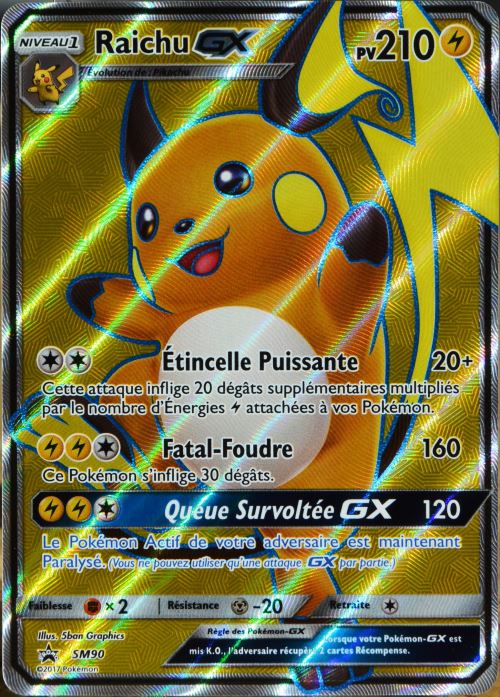 NIVEAU 1
Raichu GX
PV 210
Évolution de : Pikachu
Étincelle Puissante 20+
Cette attaque inflige 20 dégâts supplémentaires multipliés
par le nombre d'Énergies attachées à vos Pokémon.
Fatal-Foudre 160
Ce Pokémon s'inflige 30 dégâts.
Queue Survoltée GX 120
Le Pokémon Actif de votre adversaire est maintenant
Paralysé. (Vous ne pouvez utiliser qu'une attaque GX par partie.)
Faiblesse ×2 Résistance -20 Retraite
Illus. 5ban Graphics
Règle des Pokémon-GX
Lorsque votre Pokémon-GX est
mis K.O., l'adversaire récupère 2 cartes Récompense.
PROMO SM90
©2017 Pokémon